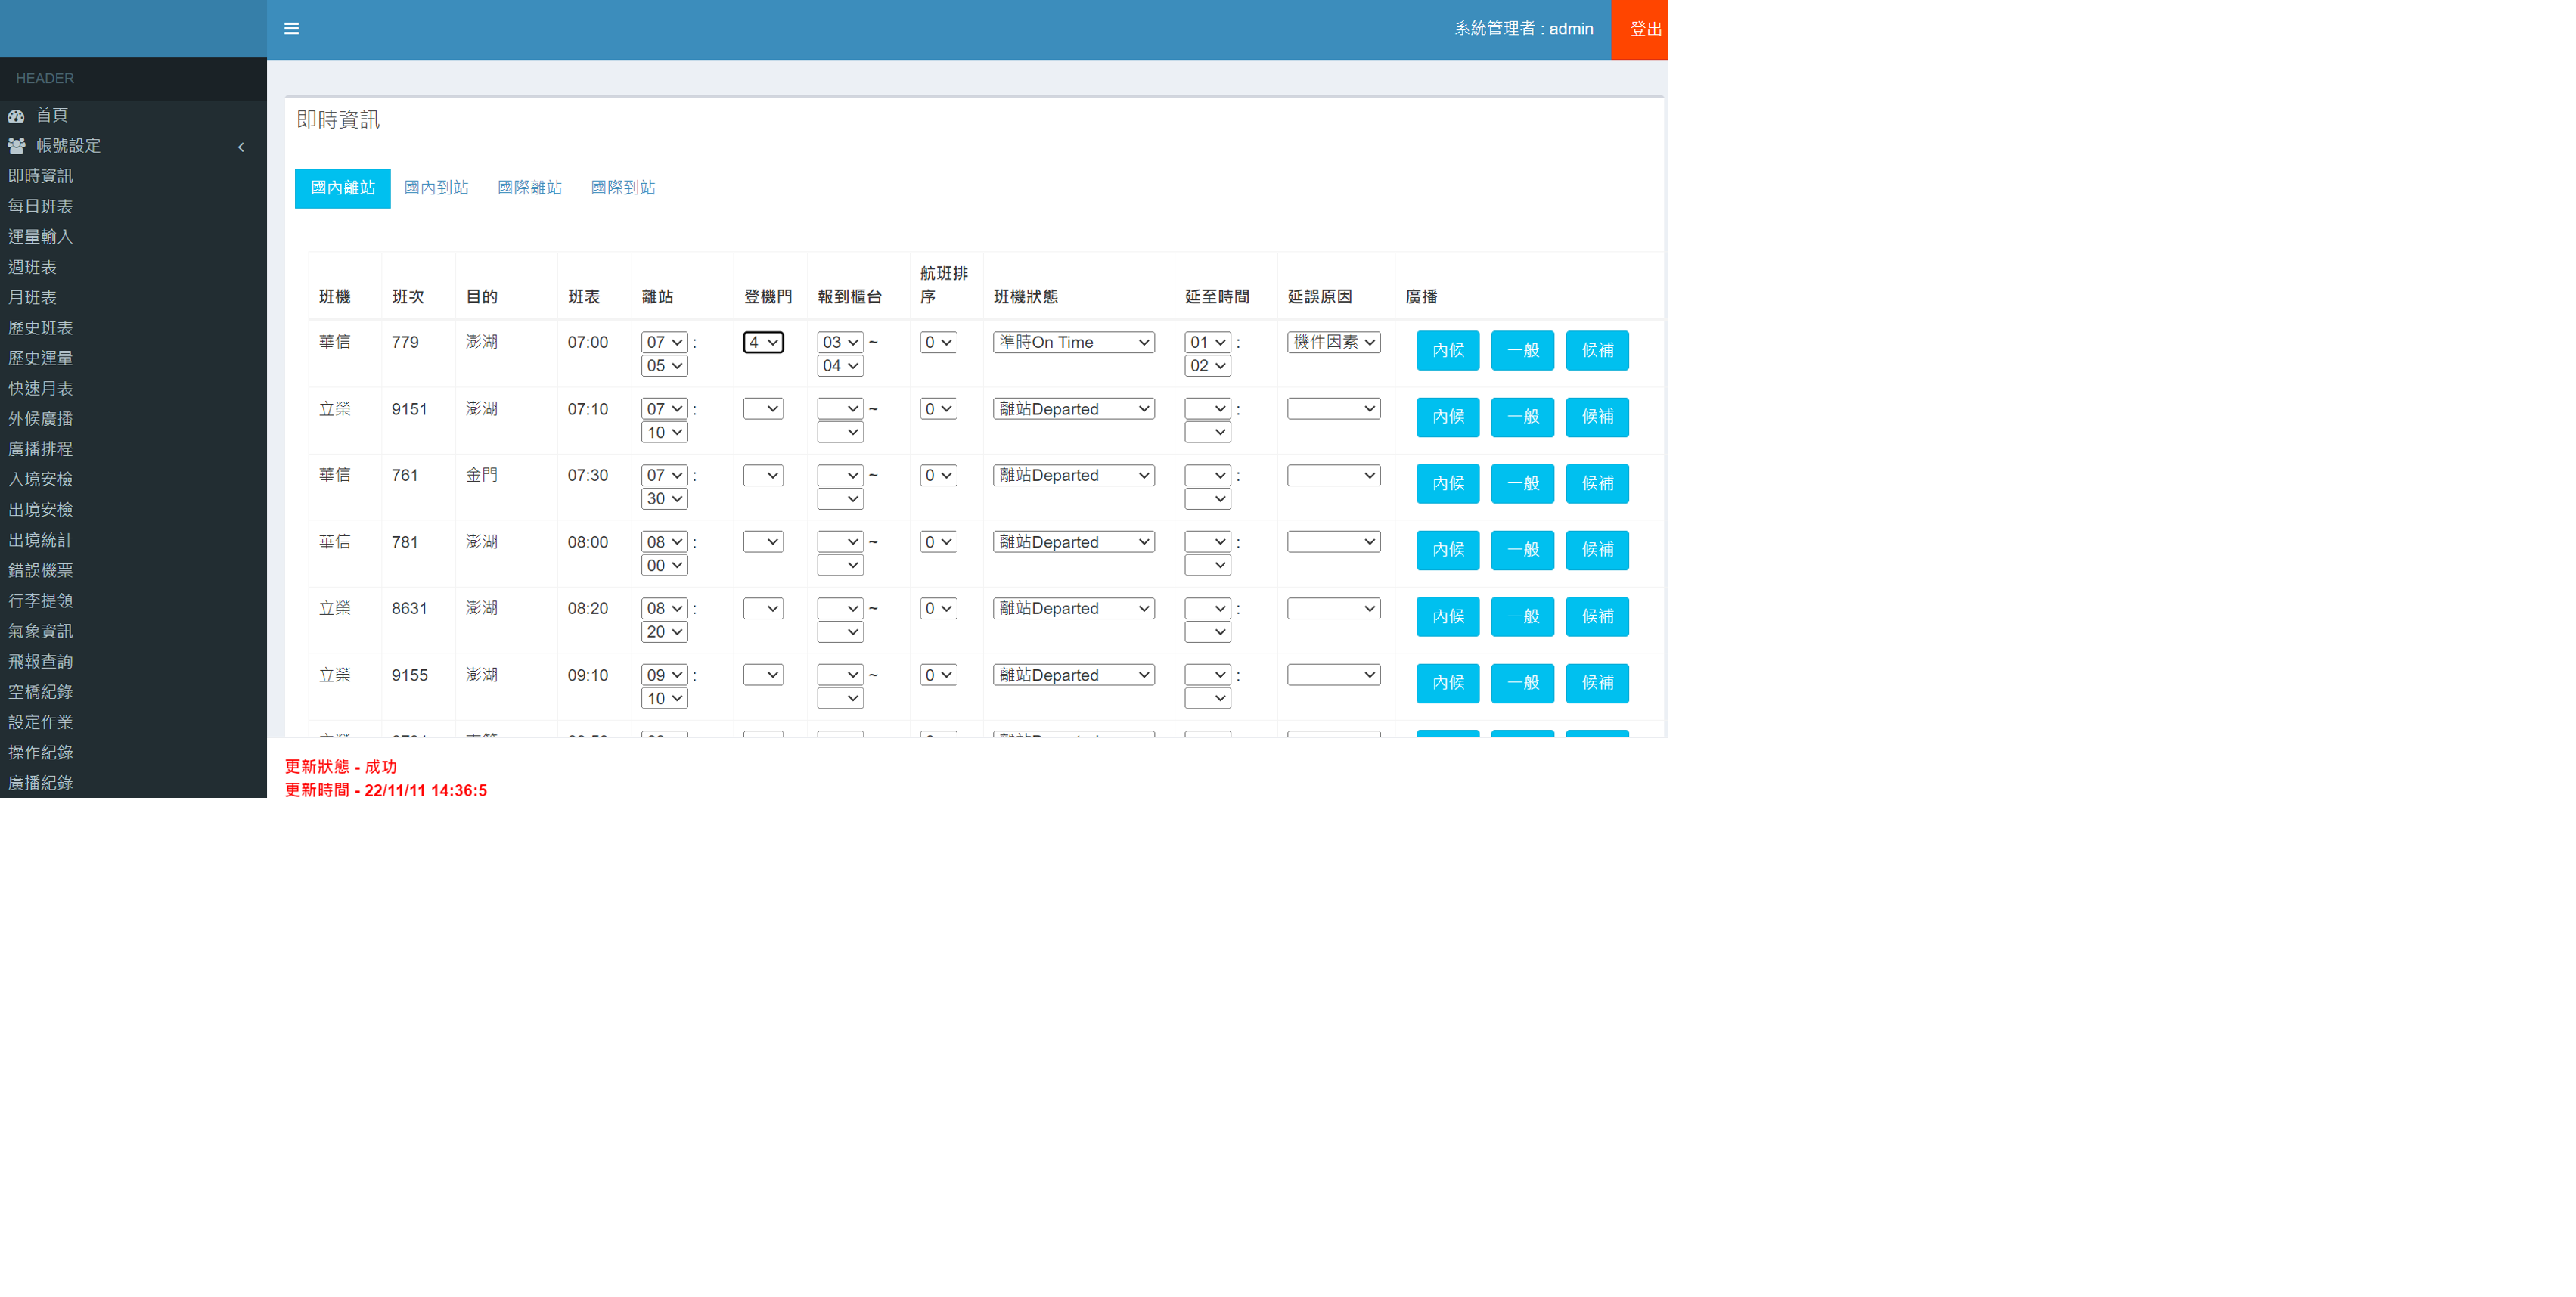 系統管理者 : admin
登出
HEADER
首頁
帳號設定
即時資訊
每日班表
運量輸入
週班表
月班表
歷史班表
歷史運量
快速月表
外候廣播
廣播排程
入境安檢
出境安檢
出境統計
錯誤機票
行李提領
氣象資訊
飛報查詢
空橋紀錄
設定作業
操作紀錄
廣播紀錄
即時資訊
國內離站 國內到站 國際離站 國際到站
班機 班次 目的 班表 離站 登機門 報到櫃台 航班排序 班機狀態 延至時間 延誤原因 廣播
華信 779 澎湖 07:00 07 : 4 03 ~ 0 準時On Time 01 : 機件因素 內候 一般 候補
05 04 02
立榮 9151 澎湖 07:10 07 : ~ 0 離站Departed : 內候 一般 候補
10
華信 761 金門 07:30 07 : ~ 0 離站Departed : 內候 一般 候補
30
華信 781 澎湖 08:00 08 : ~ 0 離站Departed : 內候 一般 候補
00
立榮 8631 澎湖 08:20 08 : ~ 0 離站Departed : 內候 一般 候補
20
立榮 9155 澎湖 09:10 09 : ~ 0 離站Departed : 內候 一般 候補
10
更新狀態 - 成功
更新時間 - 22/11/11 14:36:5